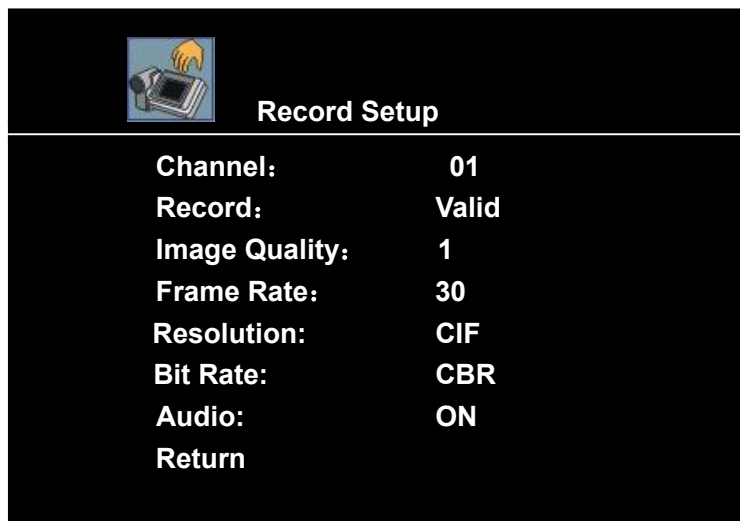 Record Setup
Channel： 01
Record： Valid
Image Quality： 1
Frame Rate： 30
Resolution: CIF
Bit Rate: CBR
Audio: ON
Return